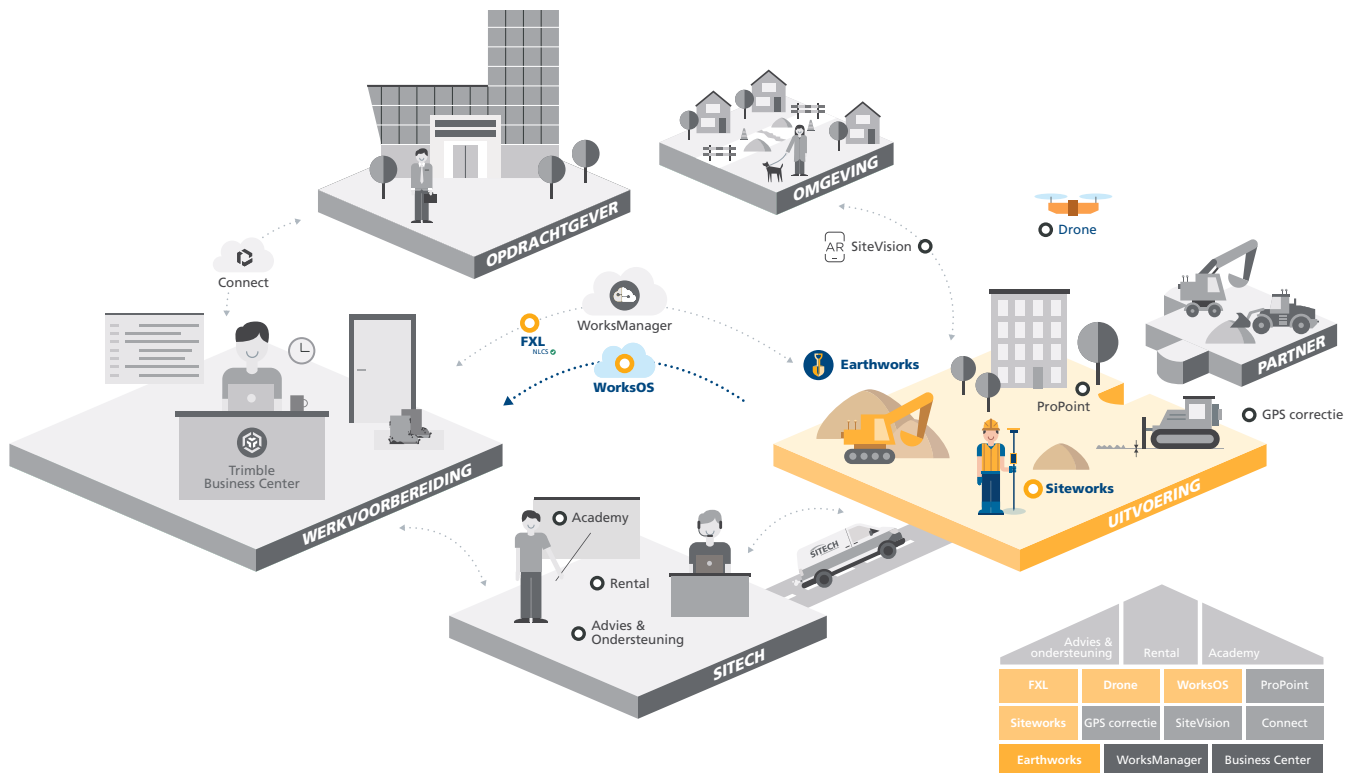 OPDRACHTGEVER
OMGEVING
Drone
AR
SiteVision
Connect
WorksManager
FXL
NLCS
WorksOS
Earthworks
PARTNER
ProPoint
GPS correctie
Trimble
Business Center
WERKVOORBEREIDING
Siteworks
UITVOERING
Academy
SITECH
Rental
Advies &
Ondersteuning
SITECH
Advies &
ondersteuning
Rental
Academy
FXL
Drone
WorksOS
ProPoint
Siteworks
GPS correctie
SiteVision
Connect
Earthworks
WorksManager
Business Center